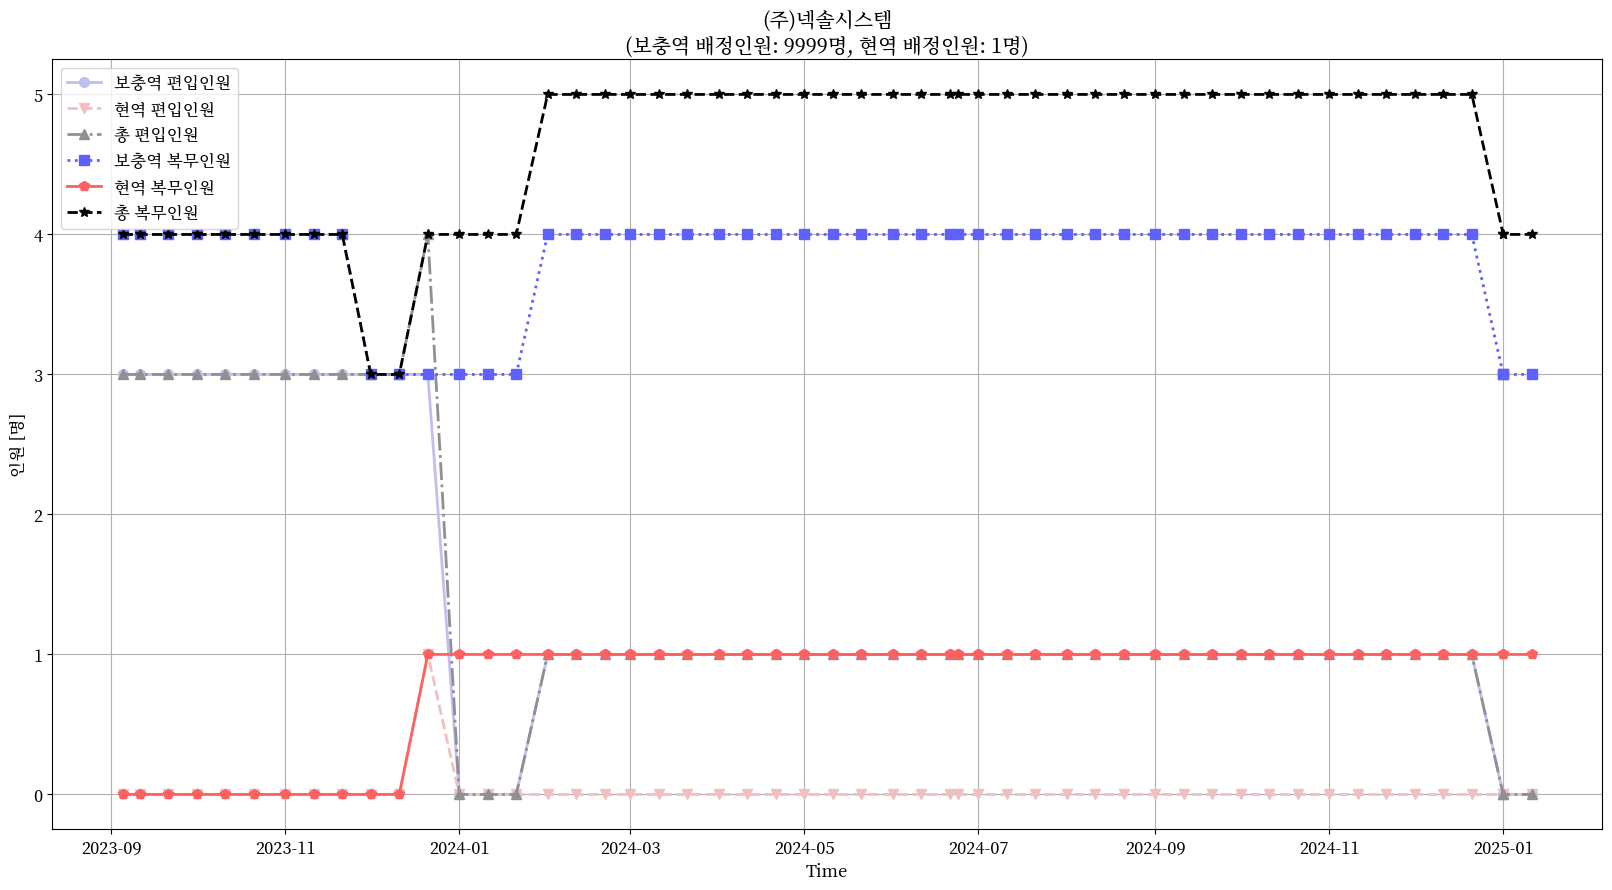 (주)넥솔시스템
(보충역 배정인원: 9999명, 현역 배정인원: 1명)
보충역 편입인원
현역 편입인원
총 편입인원
보충역 복무인원
현역 복무인원
총 복무인원
5
4
3
2
1
0
인원 [명]
2023-09
2023-11
2024-01
2024-03
2024-05
2024-07
2024-09
2024-11
2025-01
Time